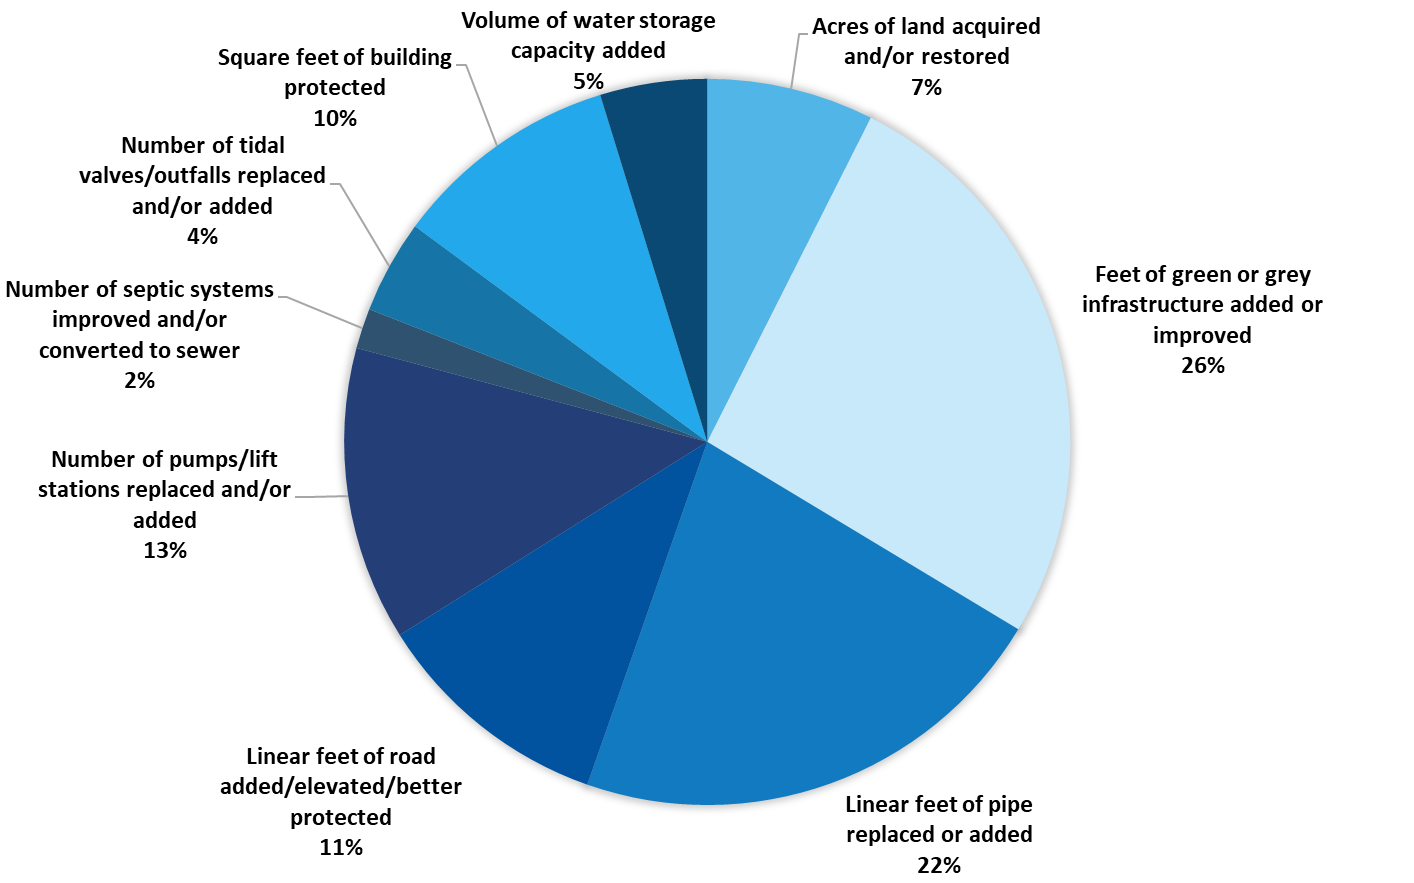 Volume of water storage
capacity added
5%
Acres of land acquired
and/or restored
7%
Feet of green or grey
infrastructure added or
improved
26%
Linear feet of pipe
replaced or added
22%
Linear feet of road
added/elevated/better
protected
11%
Number of pumps/lift
stations replaced and/or
added
13%
Number of septic systems
improved and/or
converted to sewer
2%
Number of tidal
valves/outfalls replaced
and/or added
4%
Square feet of building
protected
10%